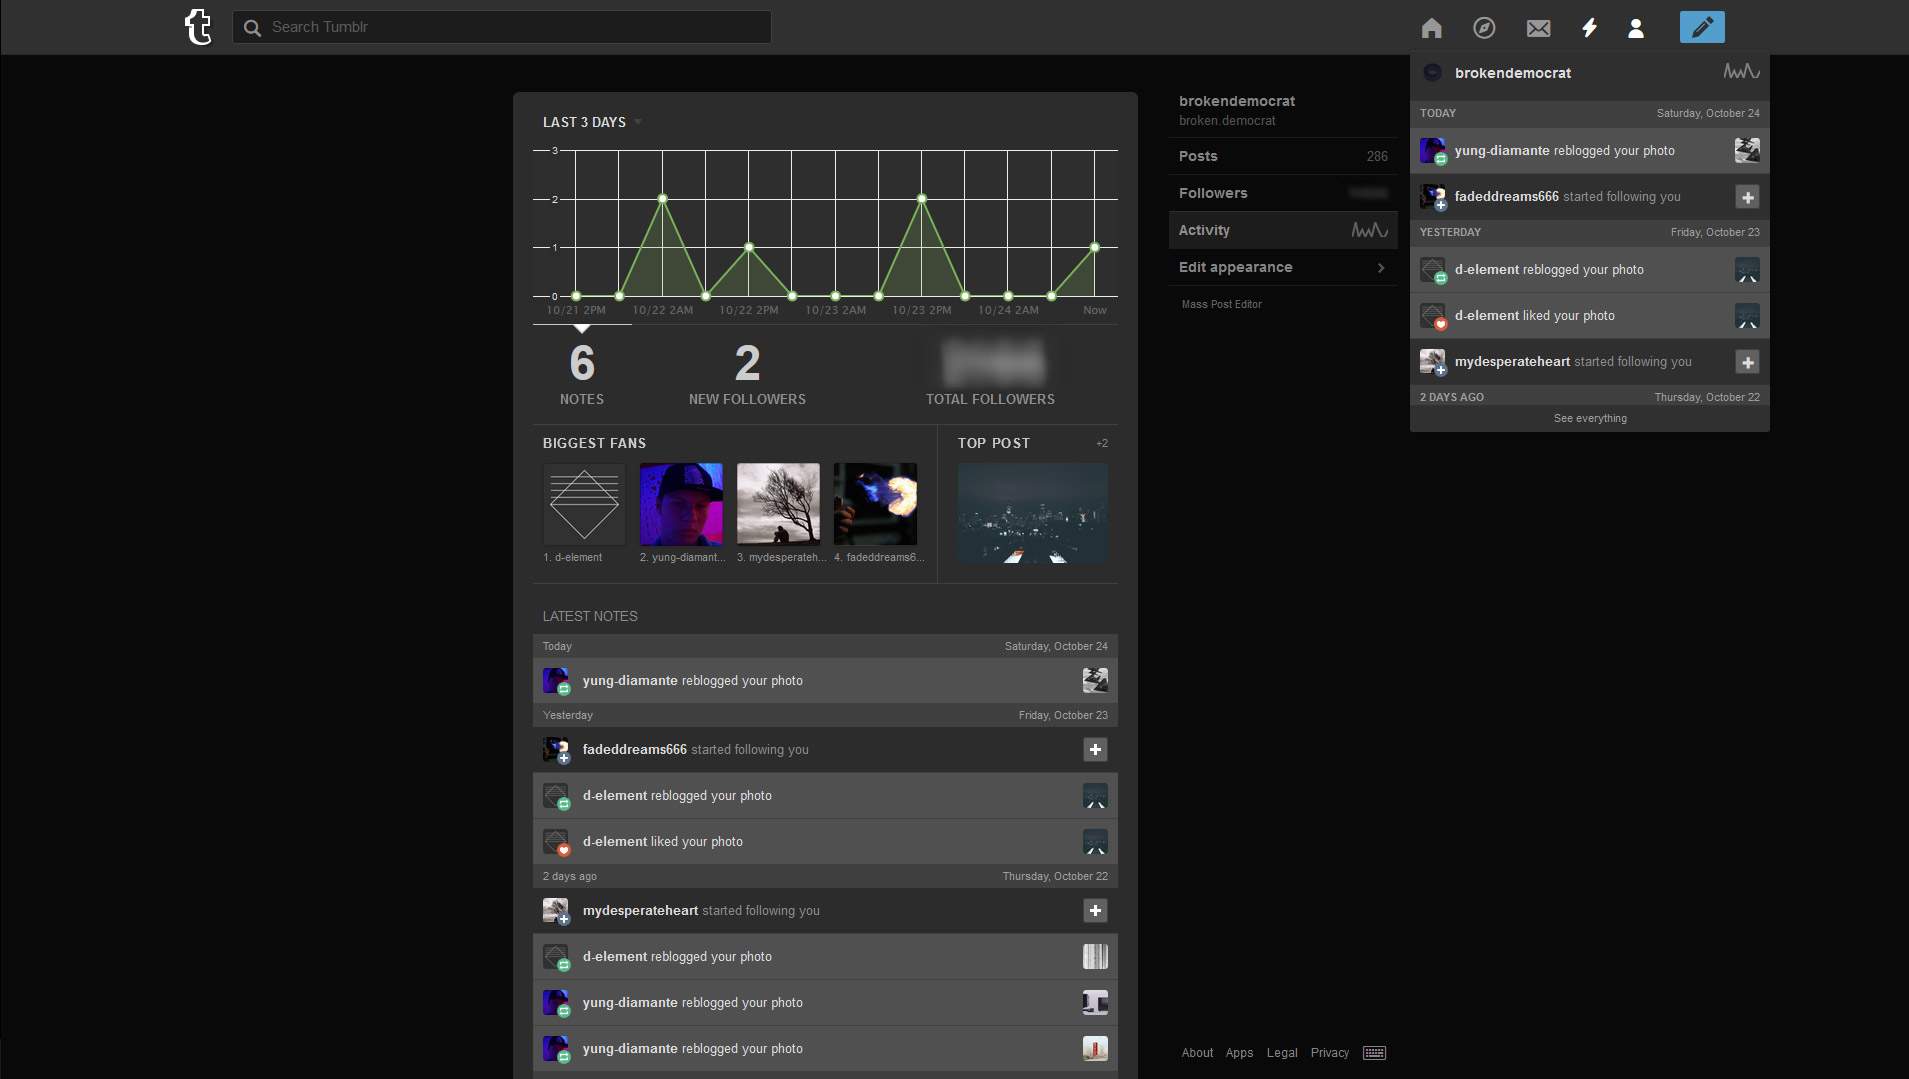 Search Tumblr
LAST 3 DAYS
3
2
1
0
10/21 2PM 10/22 2AM 10/22 2PM 10/23 2AM 10/23 2PM 10/24 2AM Now
6
NOTES
2
NEW FOLLOWERS
TOTAL FOLLOWERS
BIGGEST FANS
1. d-element
2. yung-diamant...
3. mydesperateh...
4. fadeddreams6...
TOP POST +2
LATEST NOTES
Today Saturday, October 24
yung-diamante reblogged your photo
Yesterday Friday, October 23
fadeddreams666 started following you
d-element reblogged your photo
d-element liked your photo
2 days ago Thursday, October 22
mydesperateheart started following you
d-element reblogged your photo
yung-diamante reblogged your photo
yung-diamante reblogged your photo
brokendemocrat
broken.democrat
Posts 286
Followers
Activity
Edit appearance
Mass Post Editor
brokendemocrat
TODAY Saturday, October 24
yung-diamante reblogged your photo
fadeddreams666 started following you
YESTERDAY Friday, October 23
d-element reblogged your photo
d-element liked your photo
mydesperateheart started following you
2 DAYS AGO Thursday, October 22
See everything
About Apps Legal Privacy